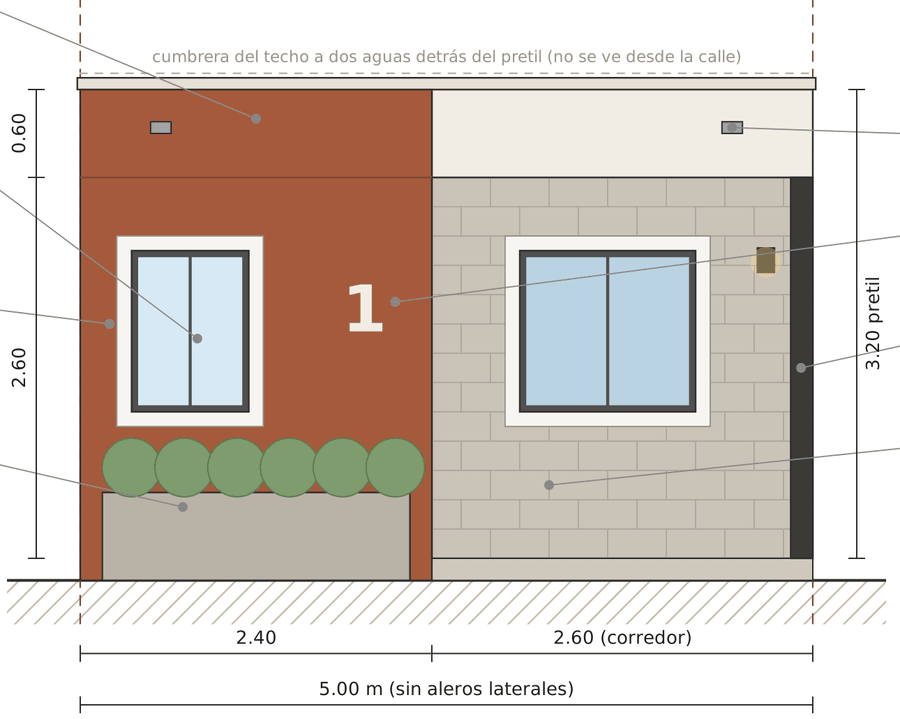 cumbrera del techo a dos aguas detrás del pretil (no se ve desde la calle)
0.60
2.60
1
3.20 pretil
2.40
2.60 (corredor)
5.00 m (sin aleros laterales)